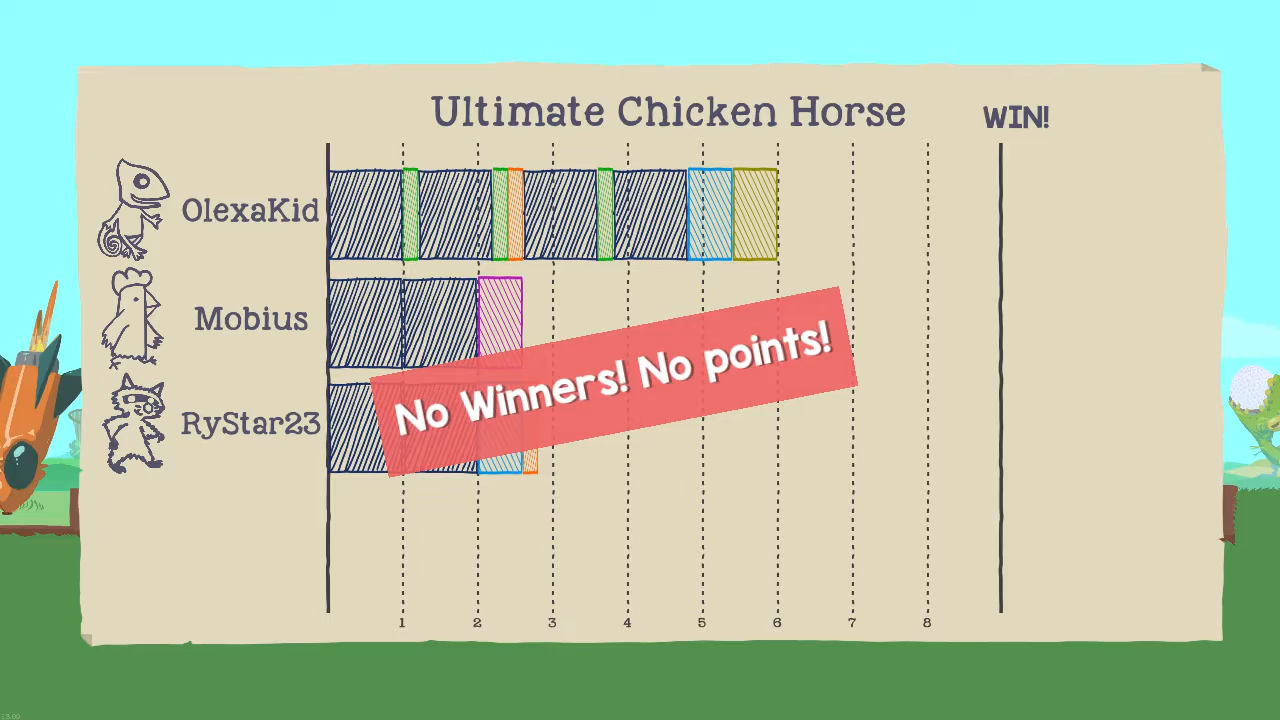 Ultimate Chicken Horse
WIN!
OlexaKid
Mobius
RyStar23
No Winners! No points!
1 2 3 4 5 6 7 8